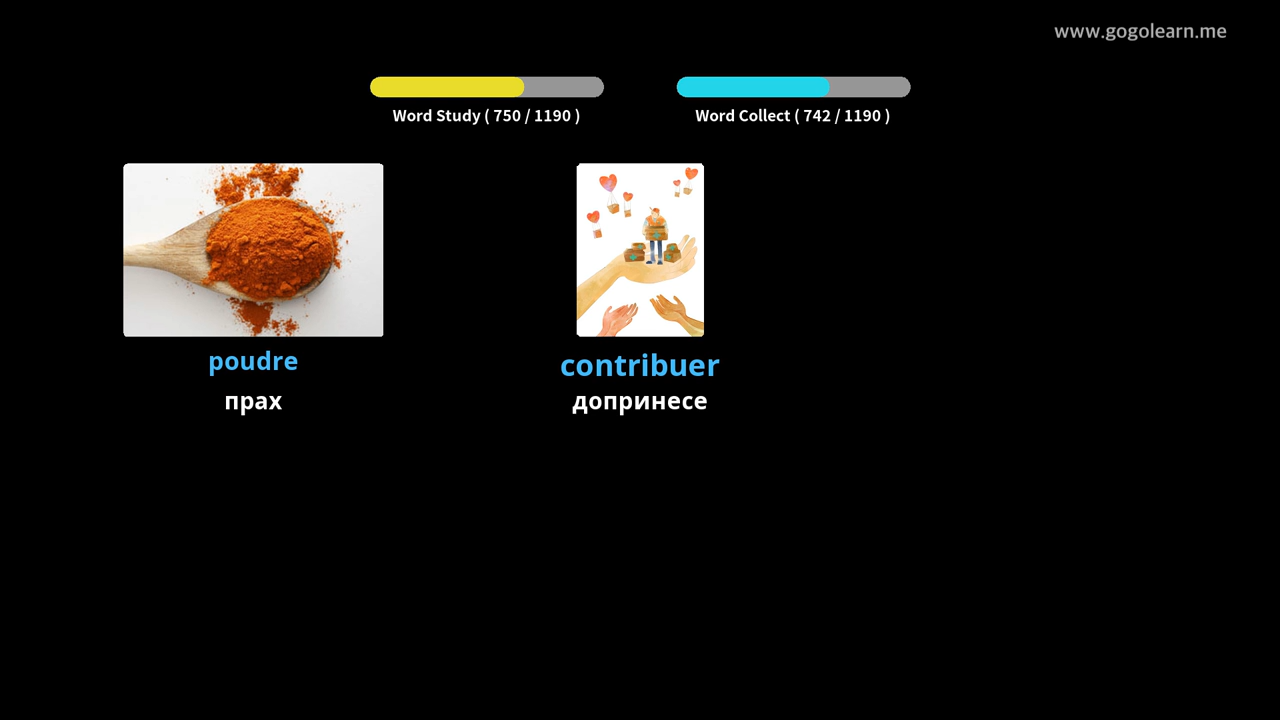 www.gogolearn.me
Word Study ( 750 / 1190 )
Word Collect ( 742 / 1190 )
poudre
прах
contribuer
допринесе